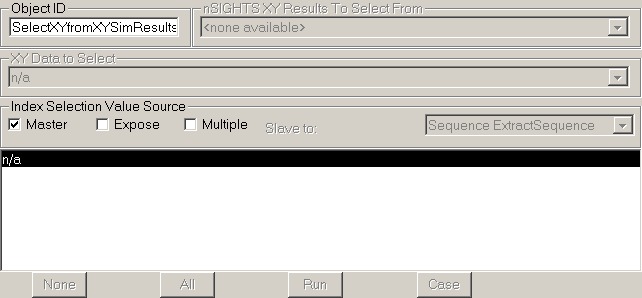 Object ID
nSIGHTS XY Results To Select From
SelectXYfromXYSimResults
<none available>
XY Data to Select
n/a
Index Selection Value Source
Master Expose Multiple Slave to: Sequence ExtractSequence
n/a
None All Run Case